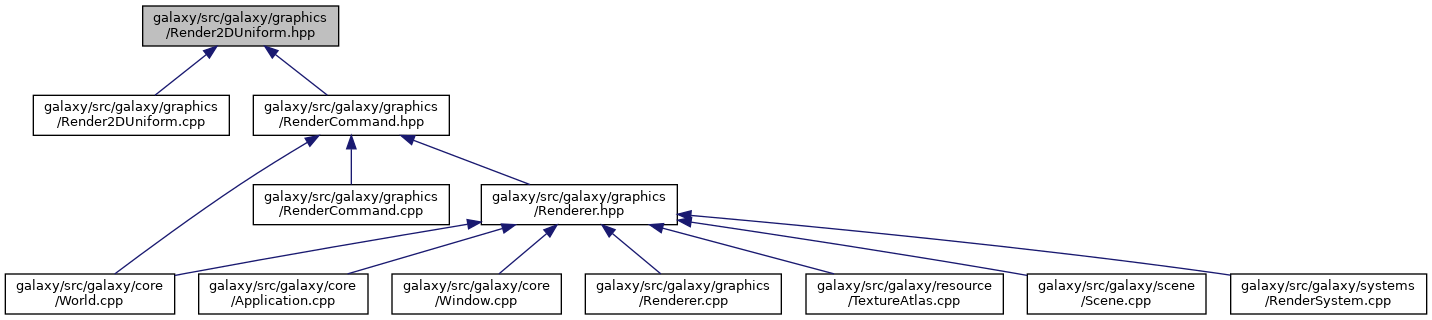 galaxy/src/galaxy/graphics
/Render2DUniform.hpp
galaxy/src/galaxy/graphics
/Render2DUniform.cpp
galaxy/src/galaxy/graphics
/RenderCommand.hpp
galaxy/src/galaxy/graphics
/RenderCommand.cpp
galaxy/src/galaxy/graphics
/Renderer.hpp
galaxy/src/galaxy/core
/World.cpp
galaxy/src/galaxy/core
/Application.cpp
galaxy/src/galaxy/core
/Window.cpp
galaxy/src/galaxy/graphics
/Renderer.cpp
galaxy/src/galaxy/resource
/TextureAtlas.cpp
galaxy/src/galaxy/scene
/Scene.cpp
galaxy/src/galaxy/systems
/RenderSystem.cpp